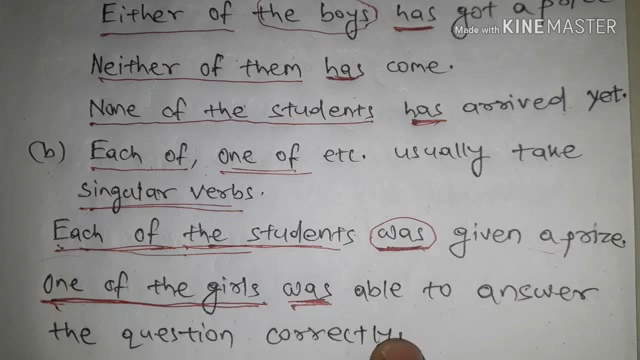 Either of the boys has got a
Made with KINEMASTER
Neither of them has come.
None of the students has arrived yet.
(b) Each of, one of etc. usually take
singular verbs.
Each of the students was given a prize.
One of the girls was able to answer
the question correctly.